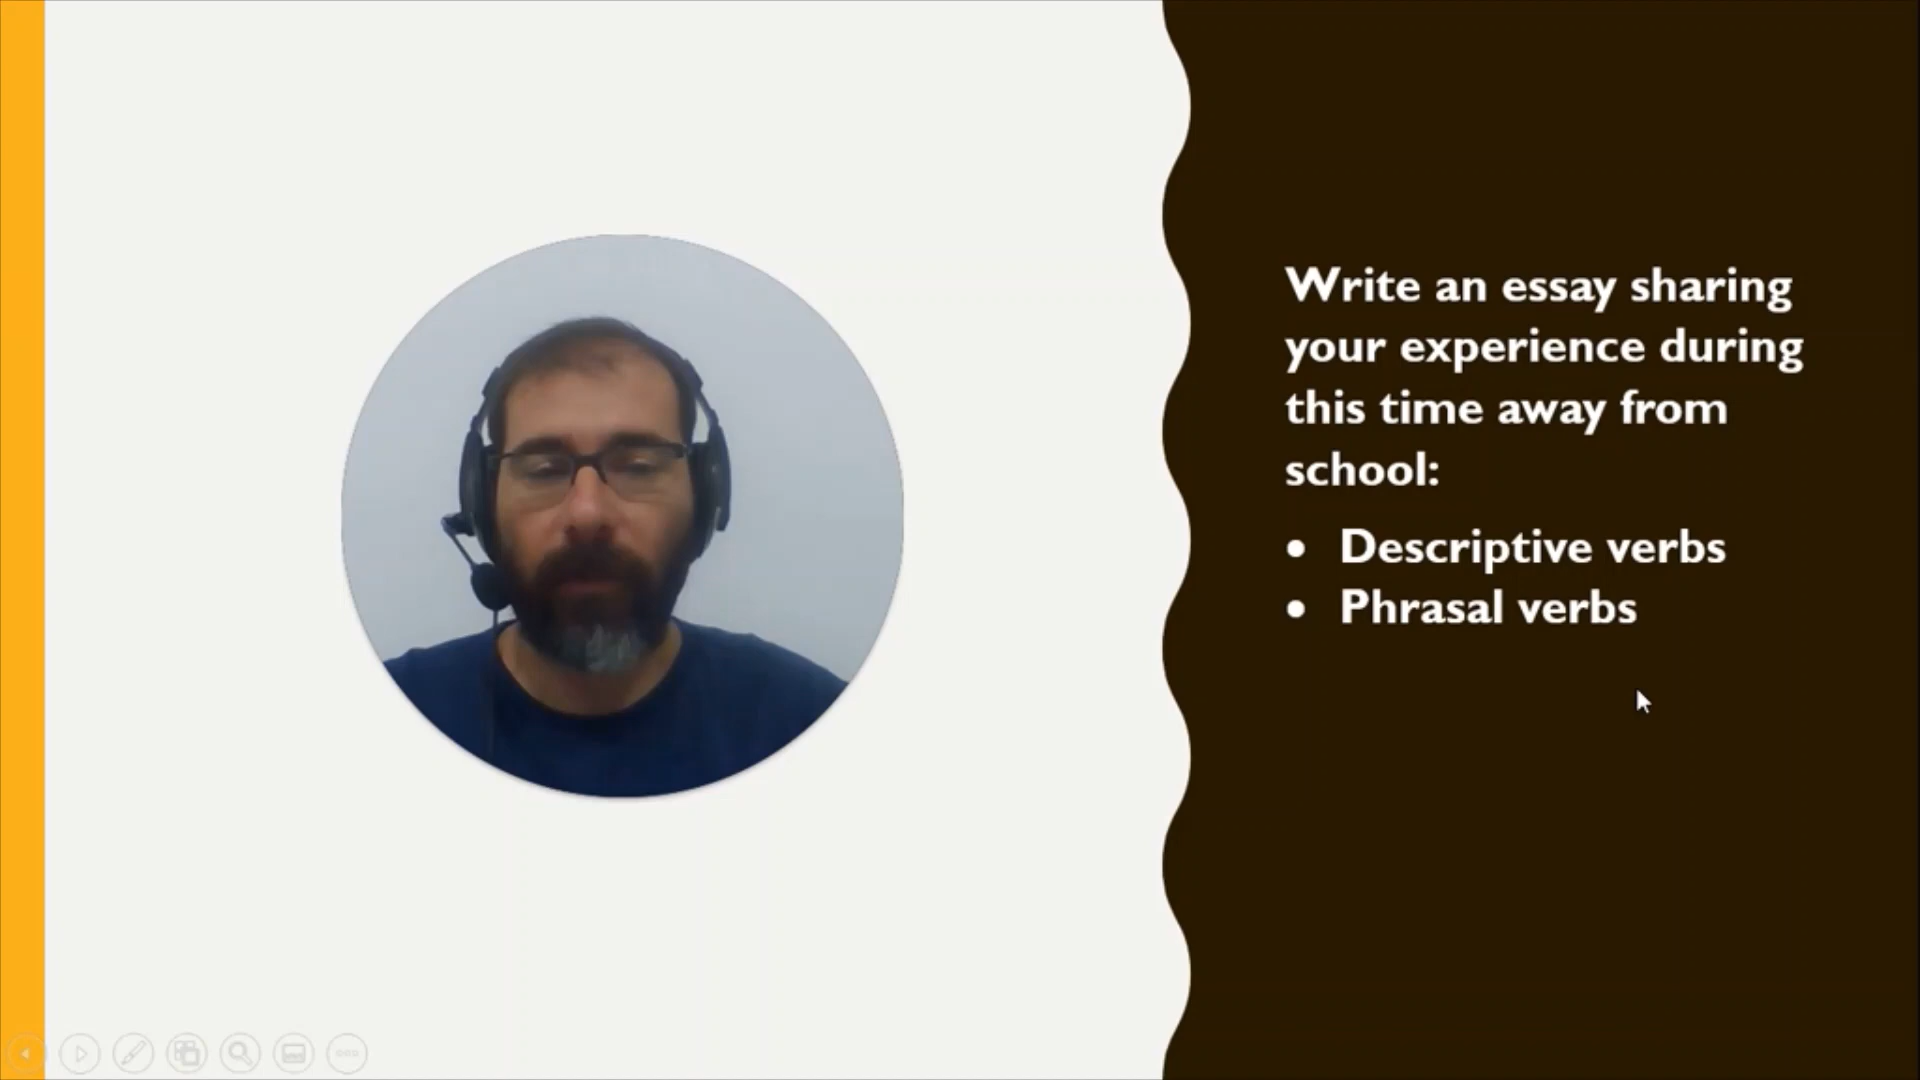 Write an essay sharing
your experience during
this time away from
school:
• Descriptive verbs
• Phrasal verbs